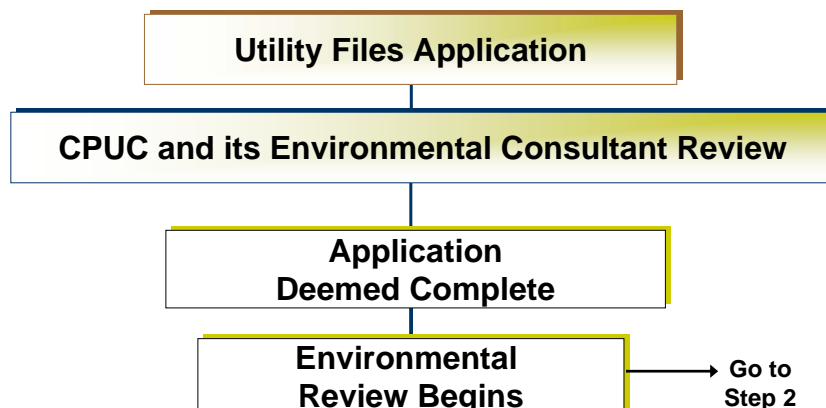 Utility Files Application
CPUC and its Environmental Consultant Review
Application
Deemed Complete
Environmental
Review Begins
Go to
Step 2